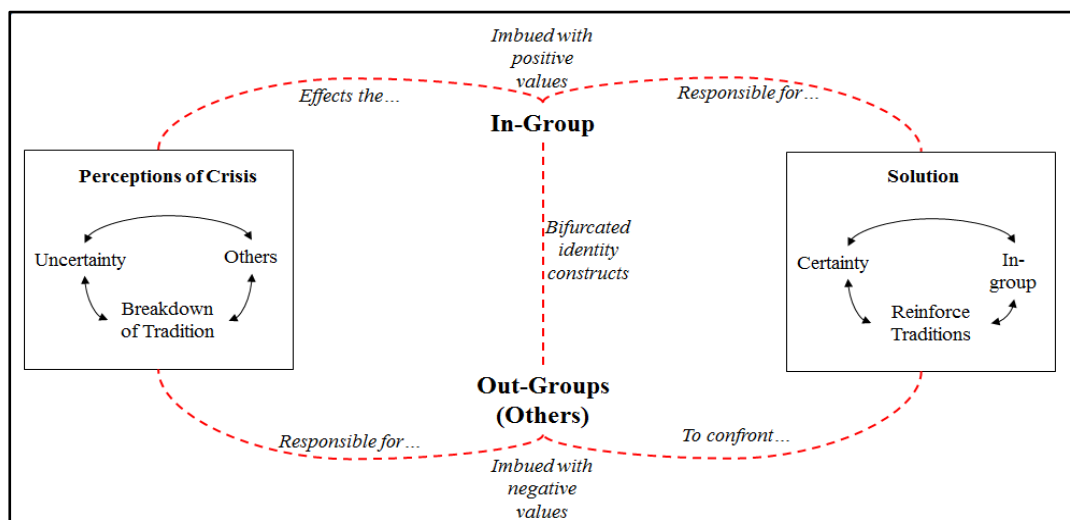 Imbued with
positive
values
Effects the…
Responsible for…
In-Group
Perceptions of Crisis
Uncertainty
Others
Breakdown
of Tradition
Bifurcated
identity
constructs
Solution
Certainty
In-
group
Reinforce
Traditions
Out-Groups
(Others)
Responsible for…
To confront…
Imbued with
negative
values